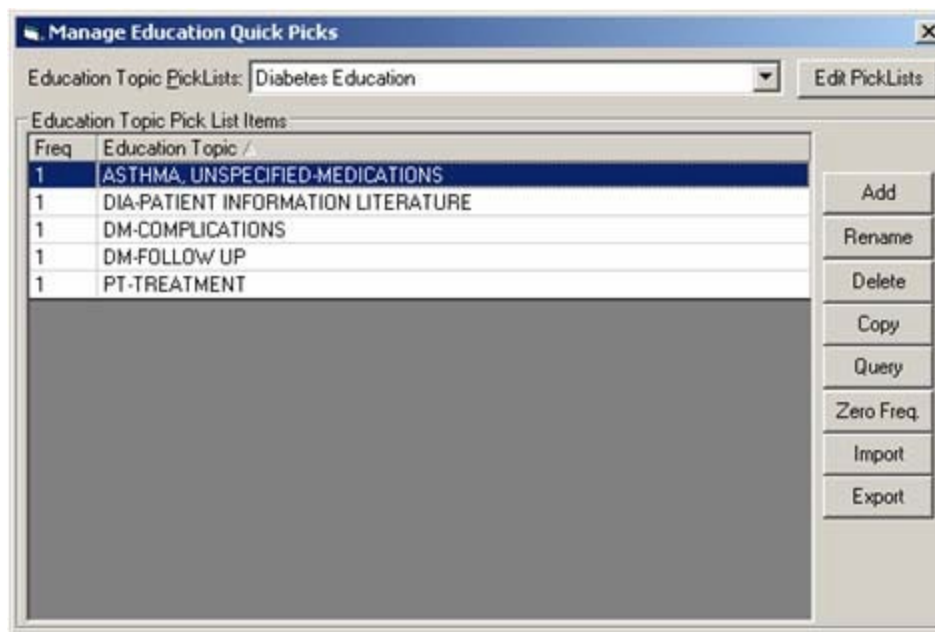 Manage Education Quick Picks
Education Topic PickLists: Diabetes Education Edit PickLists
Education Topic Pick List Items
Freq Education Topic
1 ASTHMA, UNSPECIFIED-MEDICATIONS
1 DIA-PATIENT INFORMATION LITERATURE
1 DM-COMPLICATIONS
1 DM-FOLLOW UP
1 PT-TREATMENT
Add
Rename
Delete
Copy
Query
Zero Freq.
Import
Export